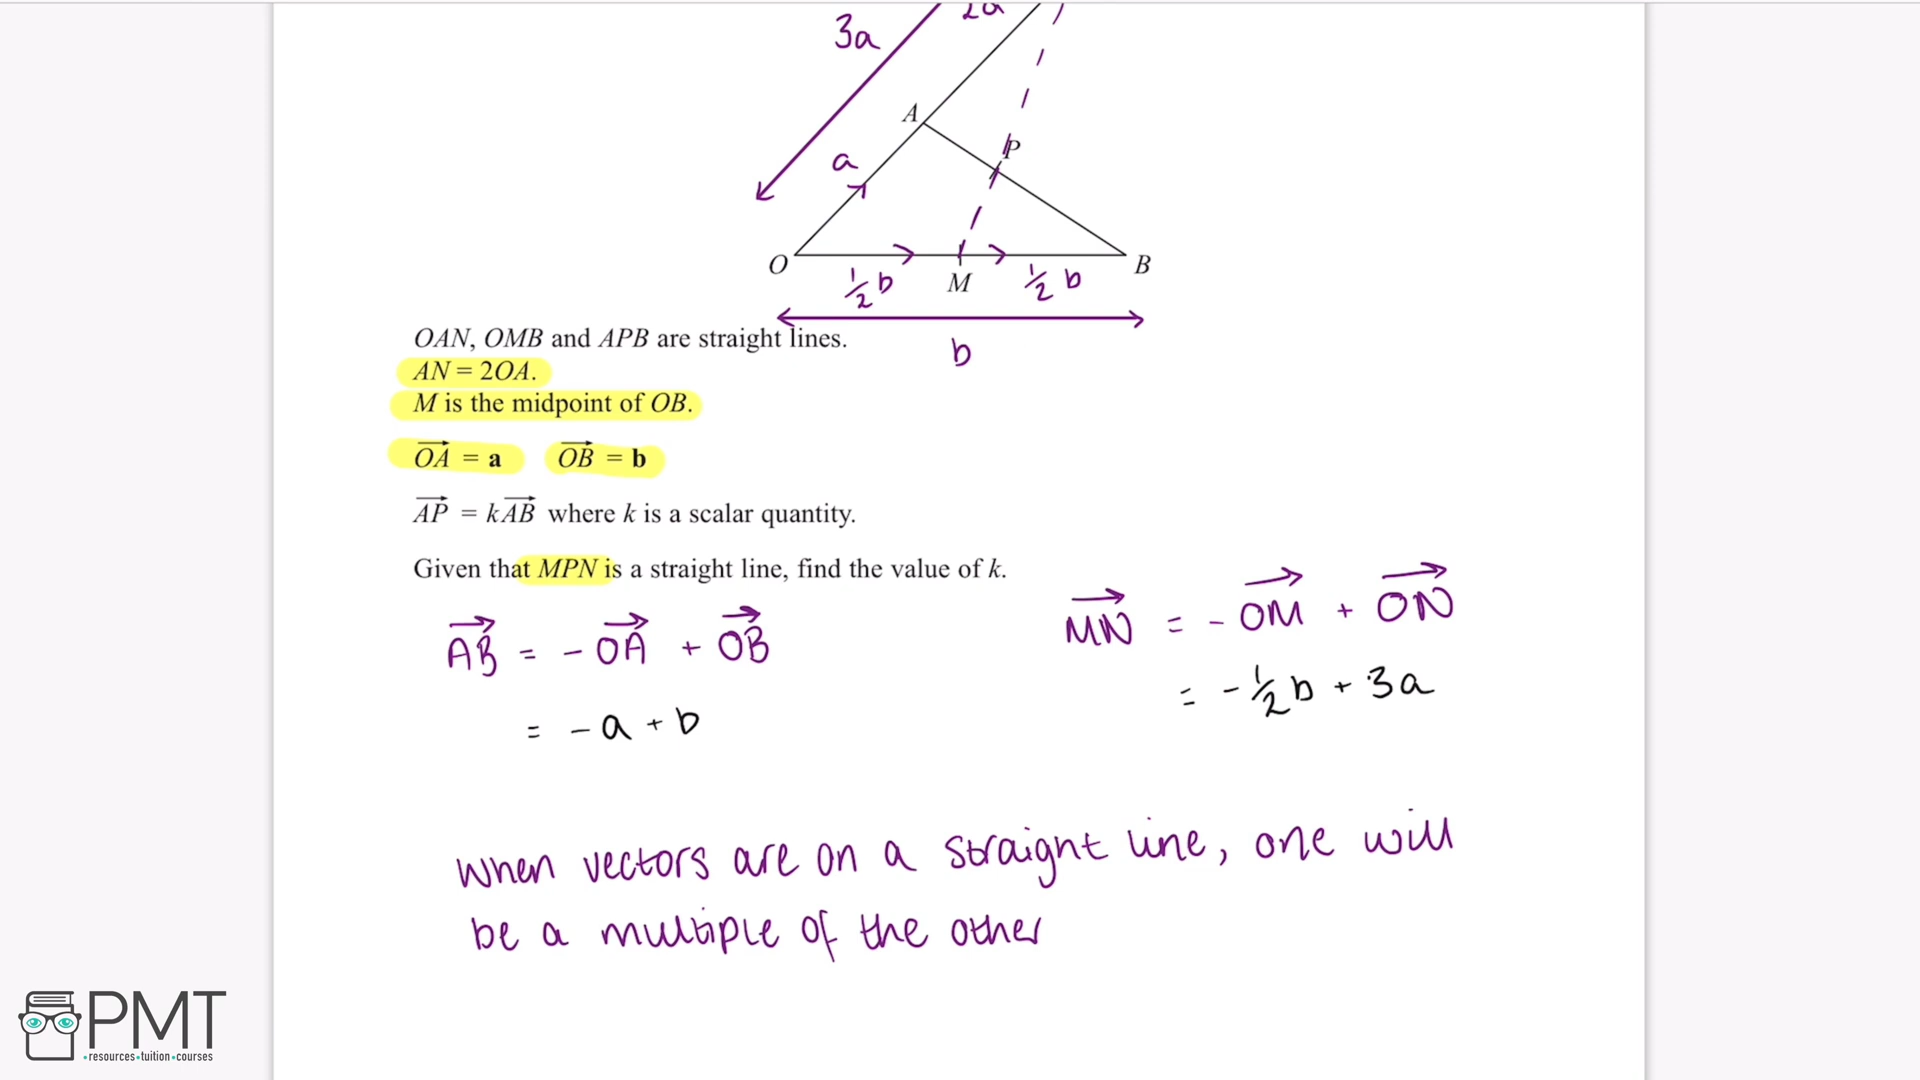 3a
2a
A
P
a
O
½ b
M
½ b
B
b
OAN, OMB and APB are straight lines.
AN = 2OA.
M is the midpoint of OB.
OA = a OB = b
AP = kAB where k is a scalar quantity.
Given that MPN is a straight line, find the value of k.
AB = - OA + OB
= - a + b
MN = - OM + ON
= - ½ b + 3a
When vectors are on a straight line, one will
be a multiple of the other
PMT
•resources•tuition•courses